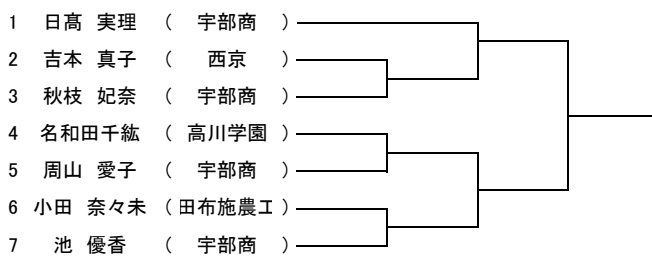 1 日髙 実理 ( 宇部商 )
2 吉本 真子 ( 西京 )
3 秋枝 妃奈 ( 宇部商 )
4 名和田千紘 ( 高川学園 )
5 周山 愛子 ( 宇部商 )
6 小田 奈々未 ( 田布施農工 )
7 池 優香 ( 宇部商 )